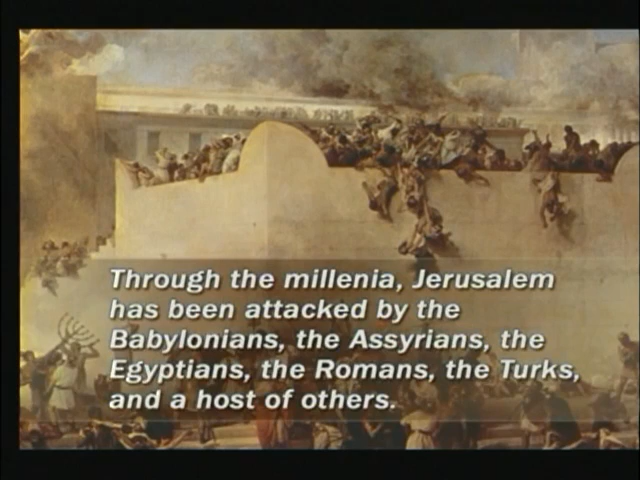 Through the millenia, Jerusalem
has been attacked by the
Babylonians, the Assyrians, the
Egyptians, the Romans, the Turks,
and a host of others.